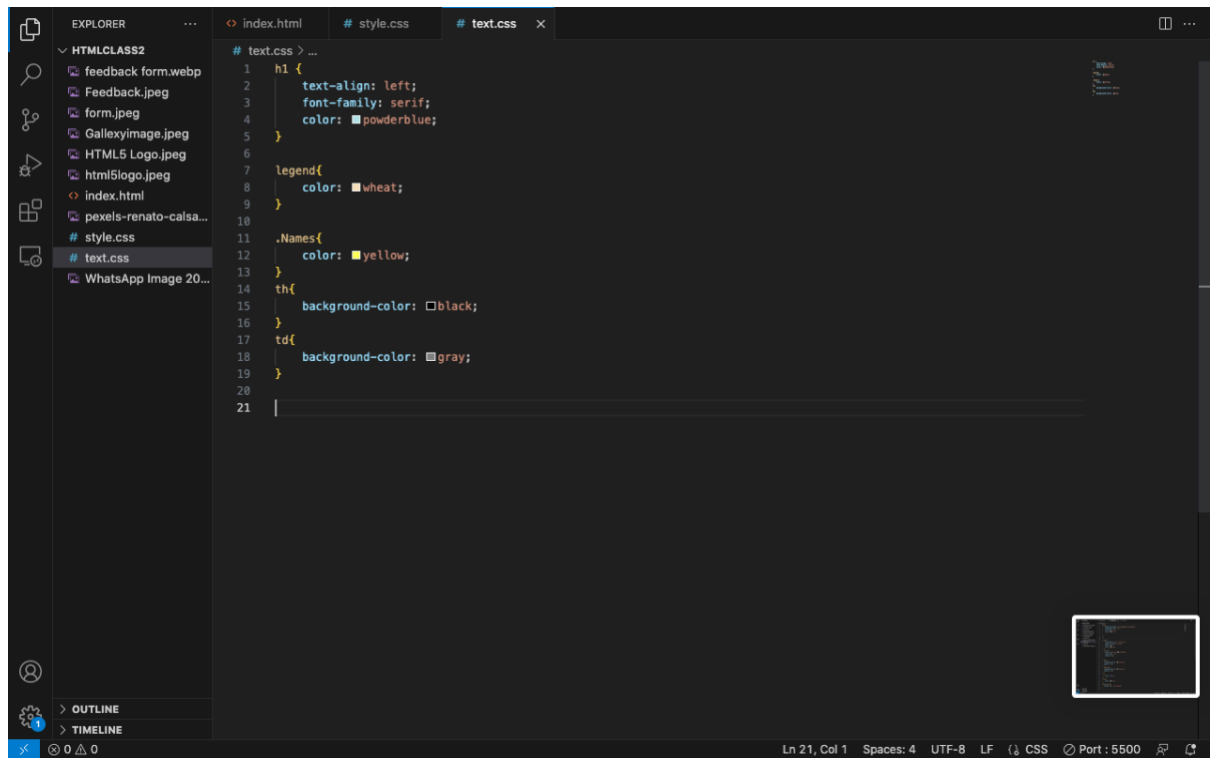 EXPLORER
HTMLCLASS2
feedback form.webp
Feedback.jpeg
form.jpeg
Gallexyimage.jpeg
HTML5 Logo.jpeg
html5logo.jpeg
index.html
pexels-renato-calsa...
# style.css
# text.css
WhatsApp Image 20...
OUTLINE
TIMELINE
index.html # style.css # text.css
# text.css > ...
1 h1 {
2 text-align: left;
3 font-family: serif;
4 color: powderblue;
5 }
6
7 legend{
8 color: wheat;
9 }
10
11 .Names{
12 color: yellow;
13 }
14 th{
15 background-color: black;
16 }
17 td{
18 background-color: gray;
19 }
20
21
1
0 0 Ln 21, Col 1 Spaces: 4 UTF-8 LF CSS Port : 5500